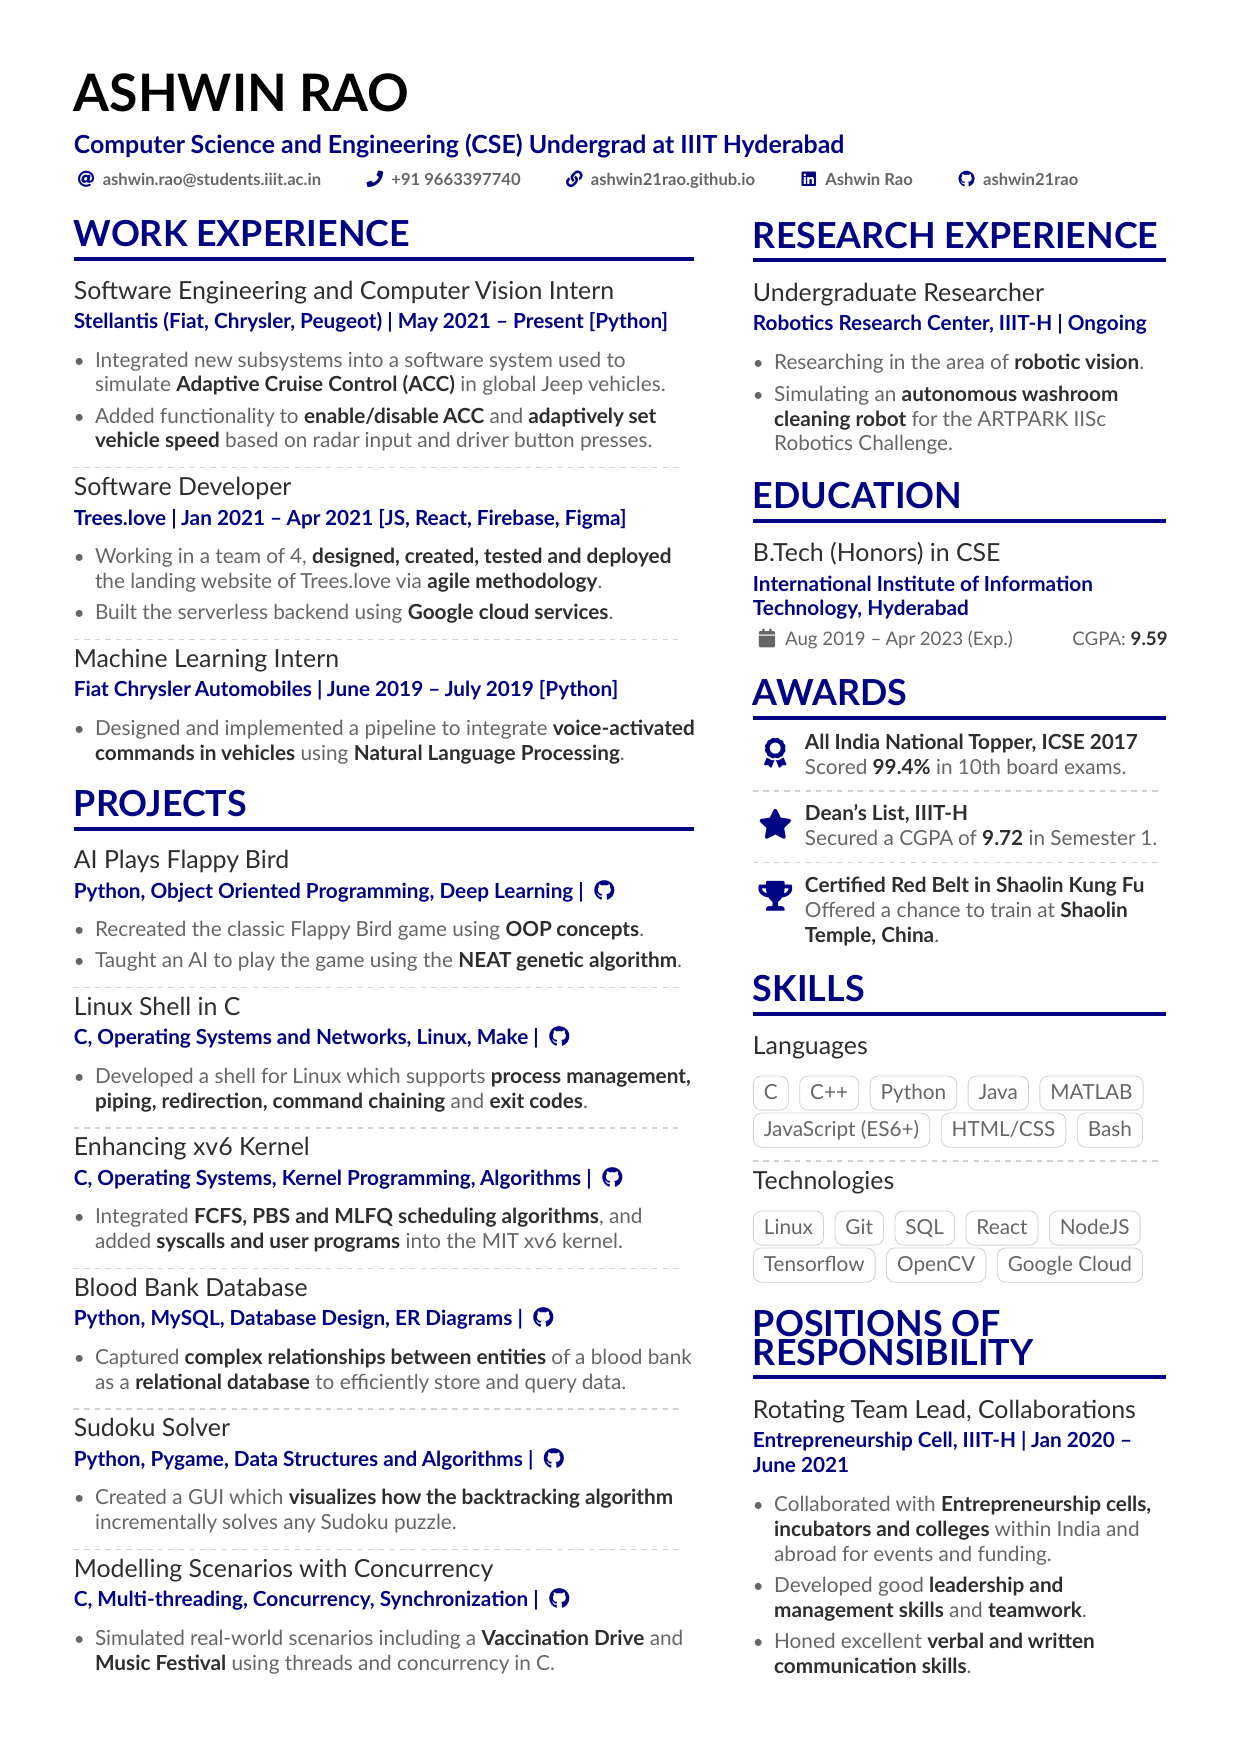 ASHWIN RAO
Computer Science and Engineering (CSE) Undergrad at IIIT Hyderabad
ashwin.rao@students.iiit.ac.in +91 9663397740 ashwin21rao.github.io Ashwin Rao ashwin21rao
WORK EXPERIENCE
Software Engineering and Computer Vision Intern
Stellantis (Fiat, Chrysler, Peugeot) | May 2021 – Present [Python]
• Integrated new subsystems into a software system used to
simulate Adaptive Cruise Control (ACC) in global Jeep vehicles.
• Added functionality to enable/disable ACC and adaptively set
vehicle speed based on radar input and driver button presses.
Software Developer
Trees.love | Jan 2021 – Apr 2021 [JS, React, Firebase, Figma]
• Working in a team of 4, designed, created, tested and deployed
the landing website of Trees.love via agile methodology.
• Built the serverless backend using Google cloud services.
Machine Learning Intern
Fiat Chrysler Automobiles | June 2019 – July 2019 [Python]
• Designed and implemented a pipeline to integrate voice-activated
commands in vehicles using Natural Language Processing.
PROJECTS
AI Plays Flappy Bird
Python, Object Oriented Programming, Deep Learning |
• Recreated the classic Flappy Bird game using OOP concepts.
• Taught an AI to play the game using the NEAT genetic algorithm.
Linux Shell in C
C, Operating Systems and Networks, Linux, Make |
• Developed a shell for Linux which supports process management,
piping, redirection, command chaining and exit codes.
Enhancing xv6 Kernel
C, Operating Systems, Kernel Programming, Algorithms |
• Integrated FCFS, PBS and MLFQ scheduling algorithms, and
added syscalls and user programs into the MIT xv6 kernel.
Blood Bank Database
Python, MySQL, Database Design, ER Diagrams |
• Captured complex relationships between entities of a blood bank
as a relational database to efficiently store and query data.
Sudoku Solver
Python, Pygame, Data Structures and Algorithms |
• Created a GUI which visualizes how the backtracking algorithm
incrementally solves any Sudoku puzzle.
Modelling Scenarios with Concurrency
C, Multi-threading, Concurrency, Synchronization |
• Simulated real-world scenarios including a Vaccination Drive and
Music Festival using threads and concurrency in C.
RESEARCH EXPERIENCE
Undergraduate Researcher
Robotics Research Center, IIIT-H | Ongoing
• Researching in the area of robotic vision.
• Simulating an autonomous washroom
cleaning robot for the ARTPARK IISc
Robotics Challenge.
EDUCATION
B.Tech (Honors) in CSE
International Institute of Information
Technology, Hyderabad
Aug 2019 – Apr 2023 (Exp.) CGPA: 9.59
AWARDS
All India National Topper, ICSE 2017
Scored 99.4% in 10th board exams.
Dean’s List, IIIT-H
Secured a CGPA of 9.72 in Semester 1.
Certified Red Belt in Shaolin Kung Fu
Offered a chance to train at Shaolin
Temple, China.
SKILLS
Languages
C C++ Python Java MATLAB
JavaScript (ES6+) HTML/CSS Bash
Technologies
Linux Git SQL React NodeJS
Tensorflow OpenCV Google Cloud
POSITIONS OF
RESPONSIBILITY
Rotating Team Lead, Collaborations
Entrepreneurship Cell, IIIT-H | Jan 2020 –
June 2021
• Collaborated with Entrepreneurship cells,
incubators and colleges within India and
abroad for events and funding.
• Developed good leadership and
management skills and teamwork.
• Honed excellent verbal and written
communication skills.